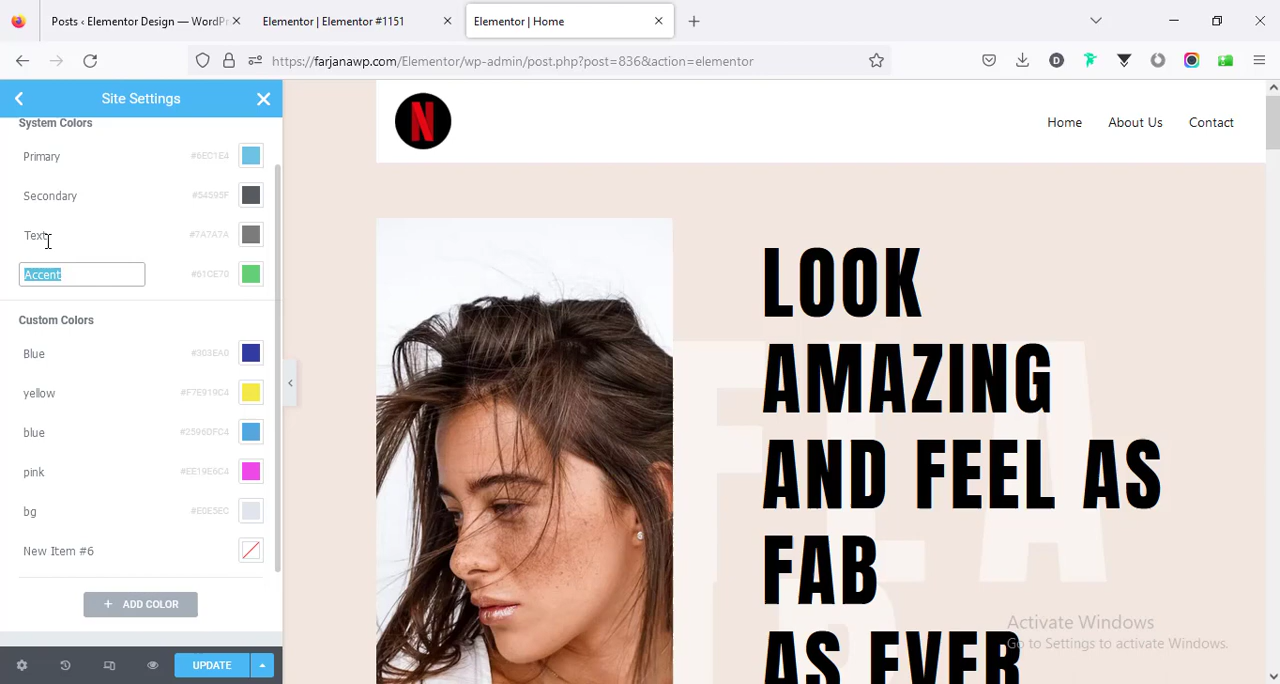 Posts ‹ Elementor Design — WordPr
Elementor | Elementor #1151
Elementor | Home
https://farjanawp.com/Elementor/wp-admin/post.php?post=836&action=elementor
Site Settings
System Colors
Primary #6EC1E4
Secondary #54595F
Text #7A7A7A
Accent #61CE70
Custom Colors
Blue #303EA0
yellow #F7E919C4
blue #2596DFC4
pink #EE19E6C4
bg #E0E5EC
New Item #6
+ ADD COLOR
UPDATE
N
Home About Us Contact
LOOK
AMAZING
AND FEEL AS
FAB
AS EVER
FLA
Activate Windows
Go to Settings to activate Windows.